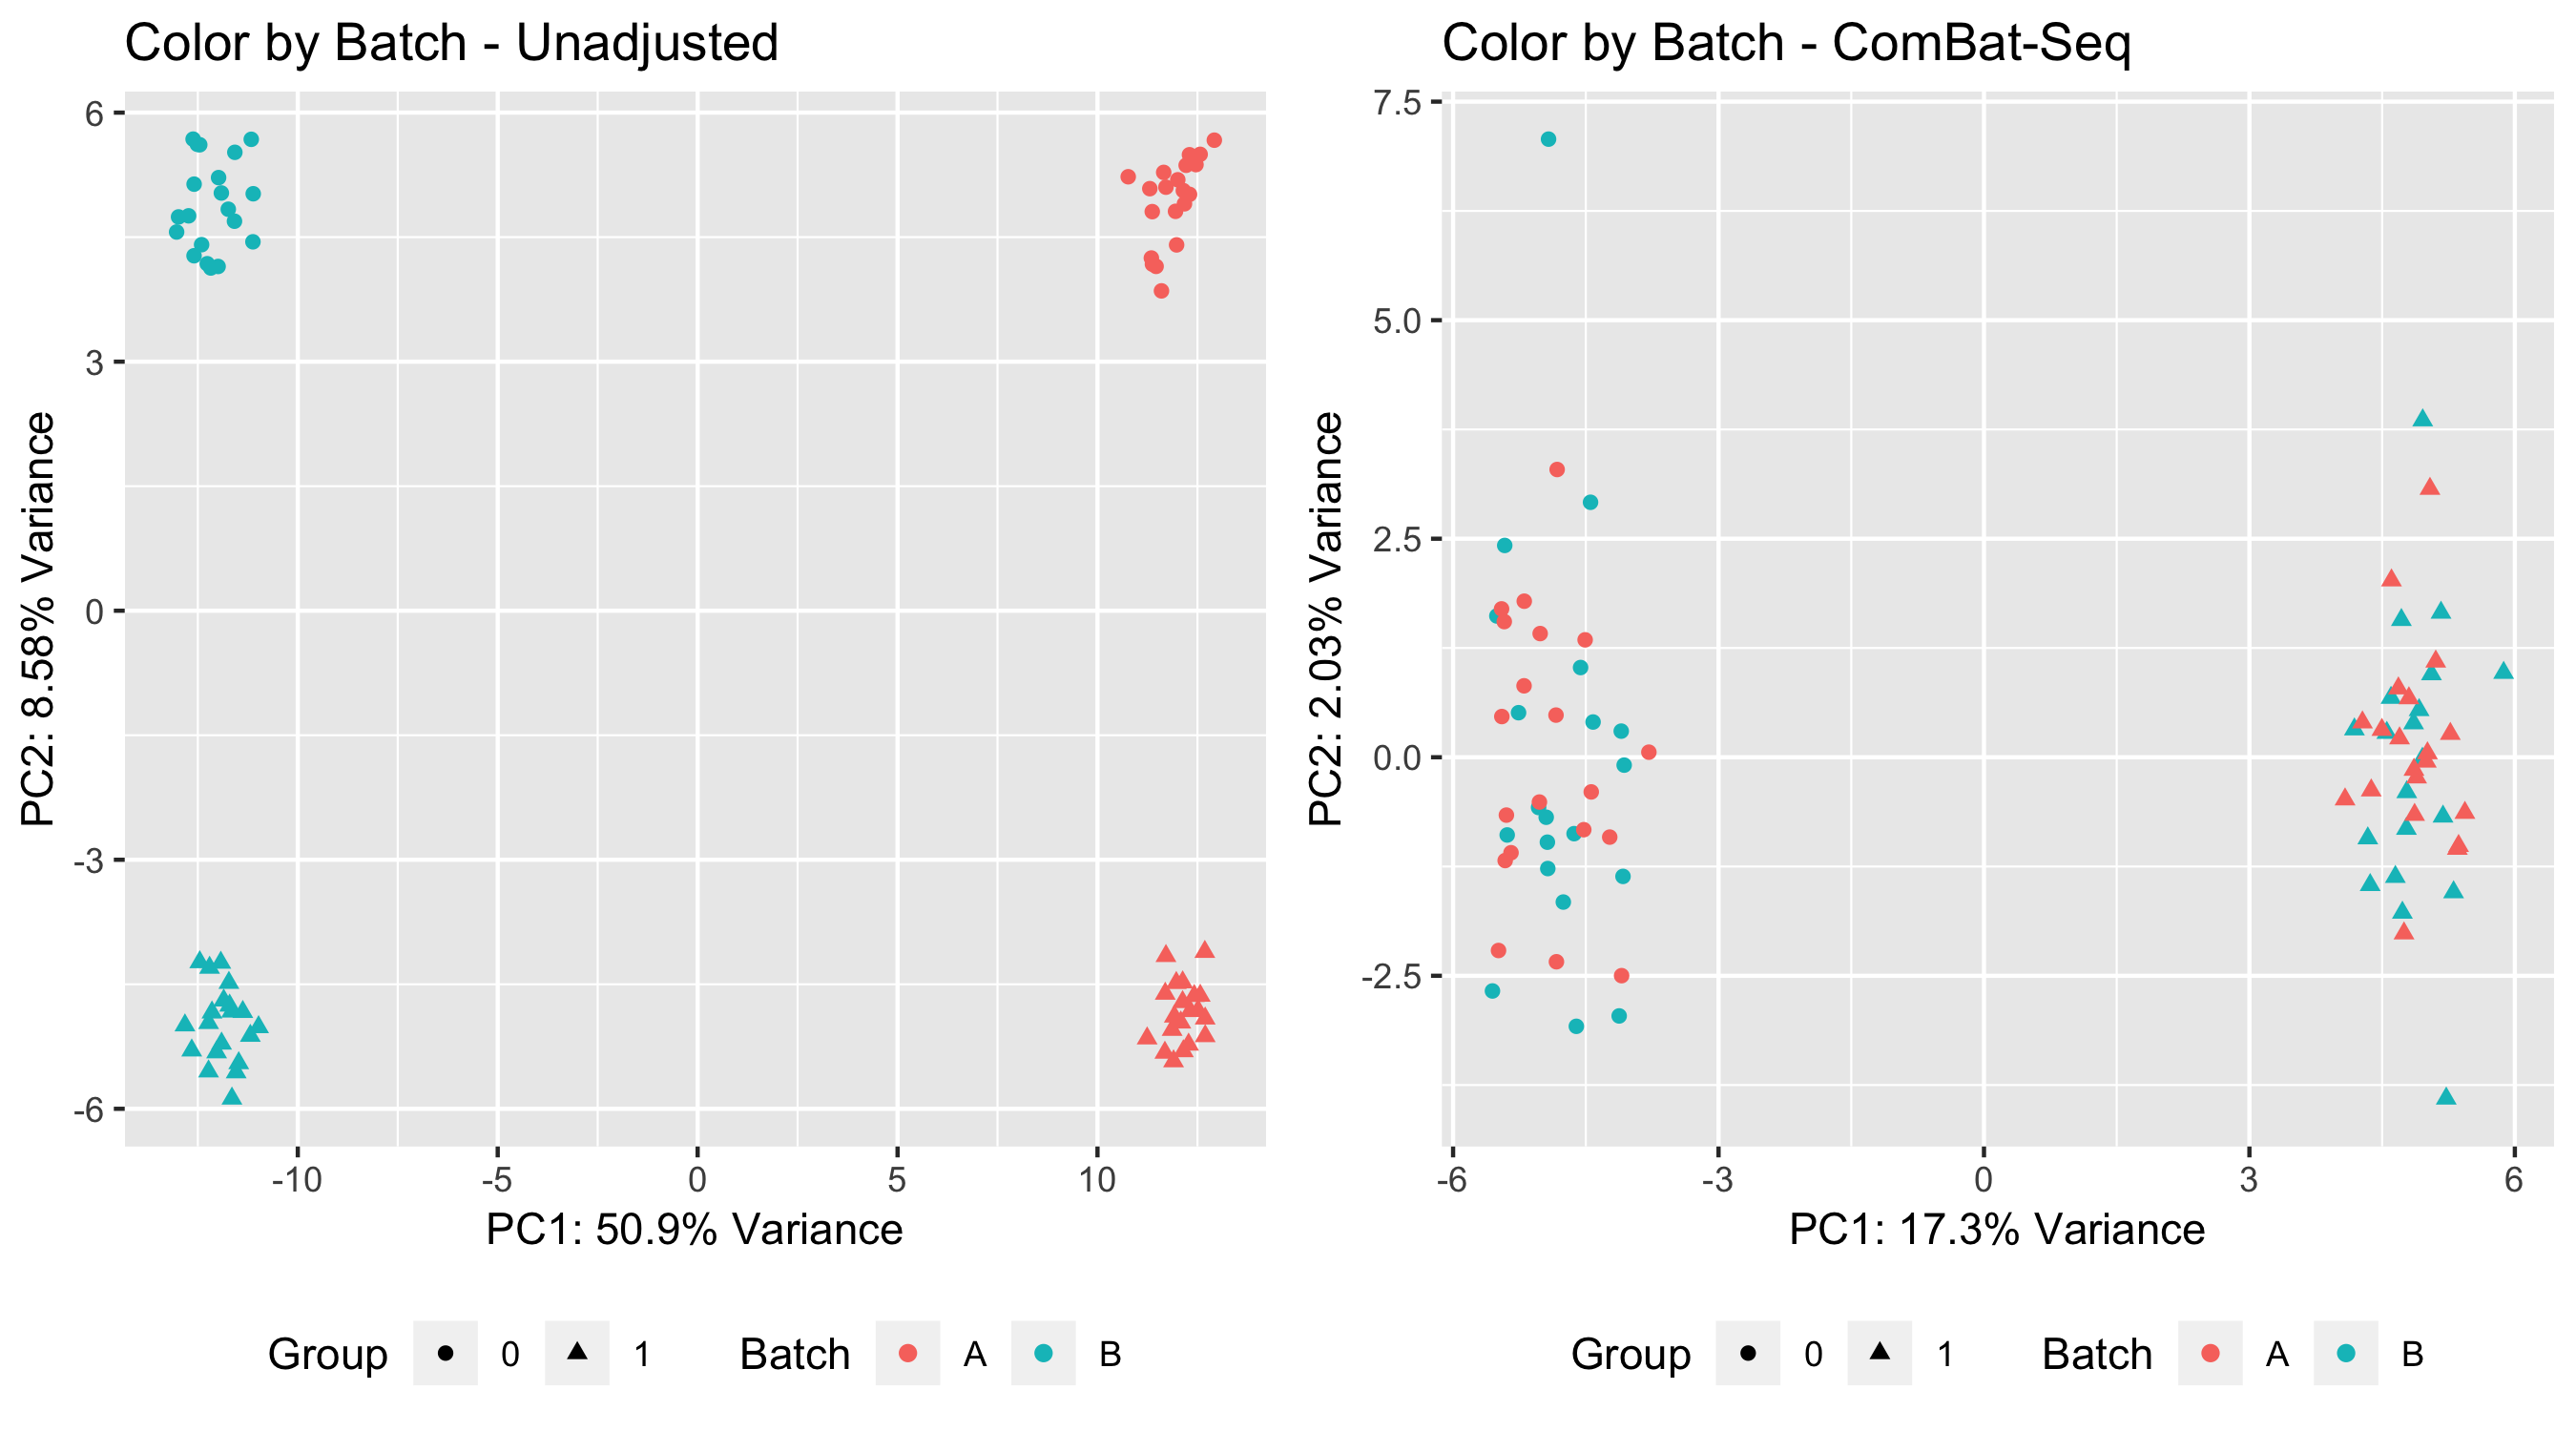 Color by Batch - Unadjusted
6
3
0
-3
-6
PC2: 8.58% Variance
-10 -5 0 5 10
PC1: 50.9% Variance
Group 0 1 Batch A B
Color by Batch - ComBat-Seq
7.5
5.0
2.5
0.0
-2.5
PC2: 2.03% Variance
-6 -3 0 3 6
PC1: 17.3% Variance
Group 0 1 Batch A B